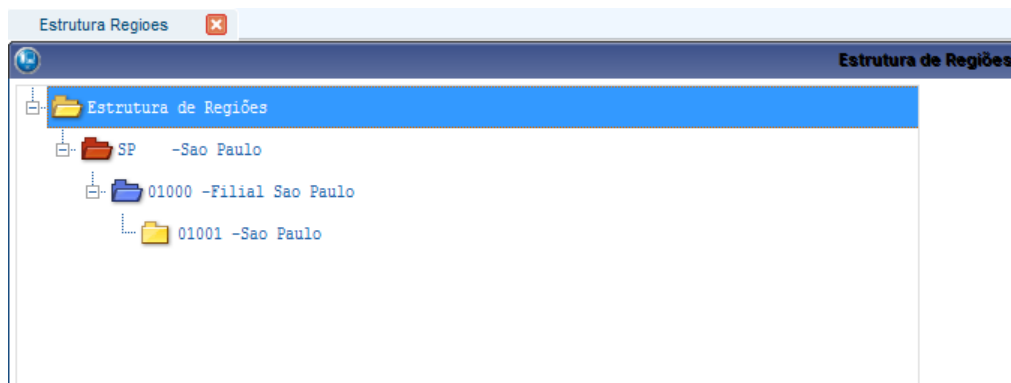 Estrutura Regioes
Estrutura de Regiões
Estrutura de Regiões
SP -Sao Paulo
01000 -Filial Sao Paulo
01001 -Sao Paulo